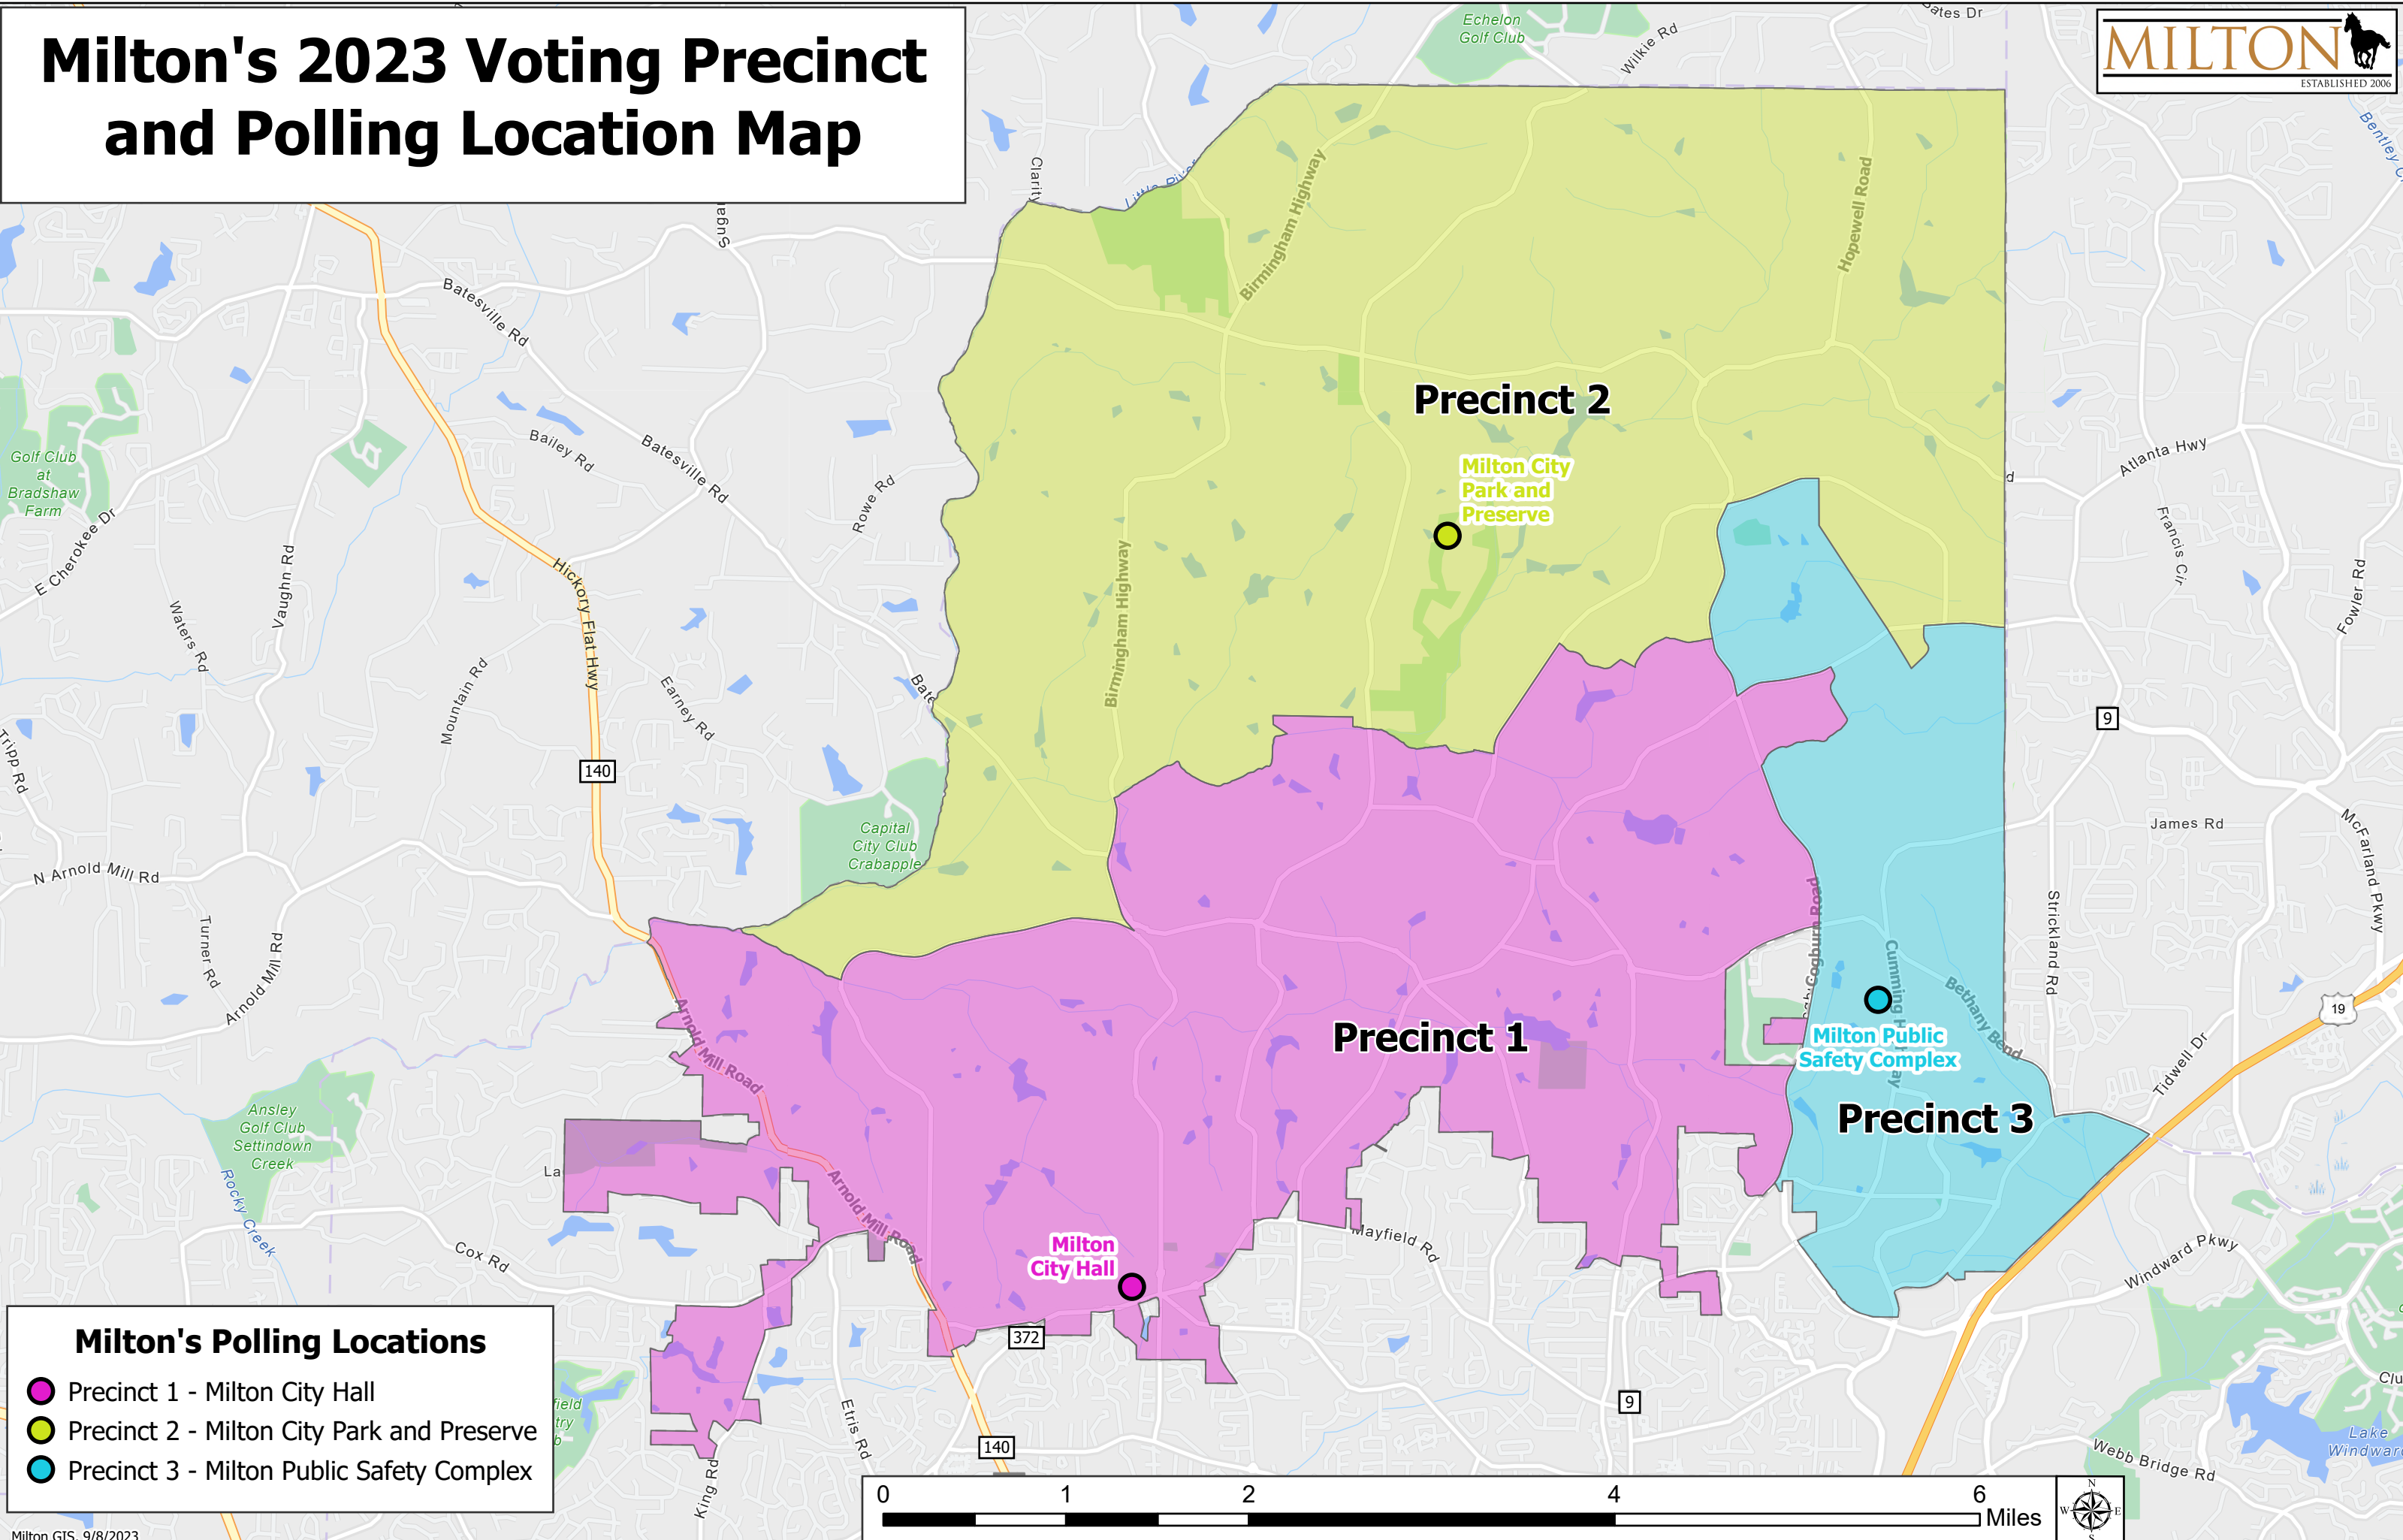 Milton's 2023 Voting Precinct
and Polling Location Map
MILTON
ESTABLISHED 2006
Echelon
Golf Club
Wilkie Rd
Clarity
Little River
Birmingham Highway
Hopewell Road
Batesville Rd
Bailey Rd
Batesville Rd
Rowe Rd
Golf Club
at
Bradshaw
Farm
E Cherokee Dr
Vaughn Rd
Waters Rd
Hickory Flat Hwy
Mountain Rd
Earney Rd
Tripp Rd
140
N Arnold Mill Rd
Turner Rd
Arnold Mill Rd
Capital
City Club
Crabapple
Birmingham Highway
Precinct 2
Milton City
Park and
Preserve
Atlanta Hwy
Francis Cir
Fowler Rd
9
James Rd
McFarland Pkwy
Strickland Rd
19
Tidwell Dr
Windward Pkwy
Cogburn Road
Bethany Bend
Milton Public
Safety Complex
Precinct 3
Precinct 1
Arnold Mill Road
Arnold Mill Road
Ansley
Golf Club
Settindown
Creek
Rocky Creek
Cox Rd
Milton
City Hall
Mayfield Rd
372
9
140
Etris Rd
King Rd
Webb Bridge Rd
Lake
Milton's Polling Locations
Precinct 1 - Milton City Hall
Precinct 2 - Milton City Park and Preserve
Precinct 3 - Milton Public Safety Complex
0 1 2 4 6
Miles
N
W E
S
Milton GIS, 9/8/2023